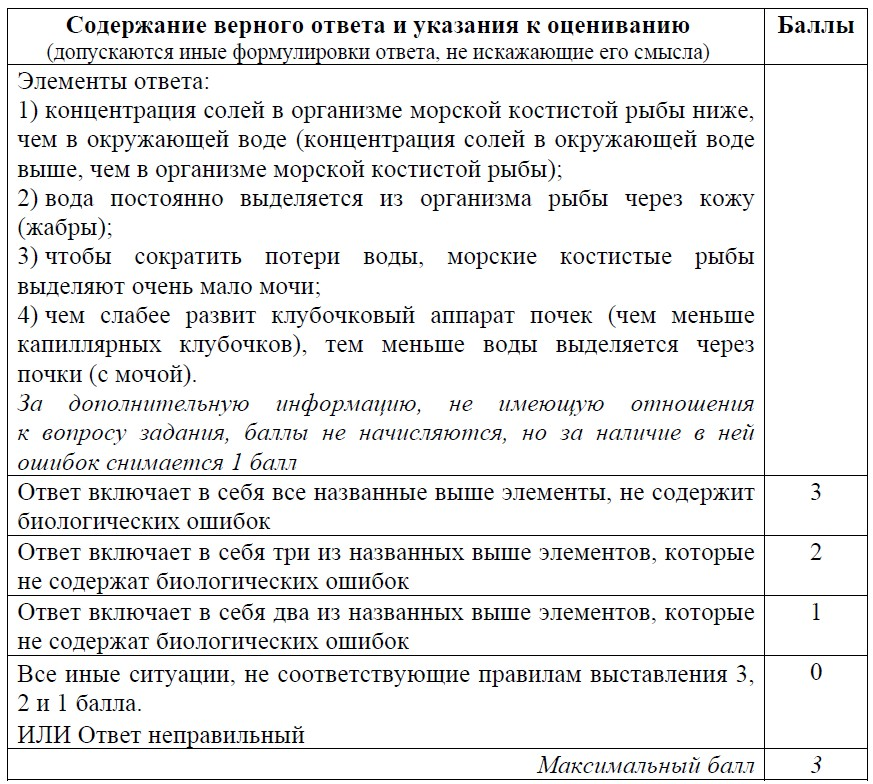 Содержание верного ответа и указания к оцениванию
(допускаются иные формулировки ответа, не искажающие его смысла)
Баллы
Элементы ответа:
1) концентрация солей в организме морской костистой рыбы ниже,
чем в окружающей воде (концентрация солей в окружающей воде
выше, чем в организме морской костистой рыбы);
2) вода постоянно выделяется из организма рыбы через кожу
(жабры);
3) чтобы сократить потери воды, морские костистые рыбы
выделяют очень мало мочи;
4) чем слабее развит клубочковый аппарат почек (чем меньше
капиллярных клубочков), тем меньше воды выделяется через
почки (с мочой).
За дополнительную информацию, не имеющую отношения
к вопросу задания, баллы не начисляются, но за наличие в ней
ошибок снимается 1 балл
Ответ включает в себя все названные выше элементы, не содержит
биологических ошибок
3
Ответ включает в себя три из названных выше элементов, которые
не содержат биологических ошибок
2
Ответ включает в себя два из названных выше элементов, которые
не содержат биологических ошибок
1
Все иные ситуации, не соответствующие правилам выставления 3,
2 и 1 балла.
ИЛИ Ответ неправильный
0
Максимальный балл
3